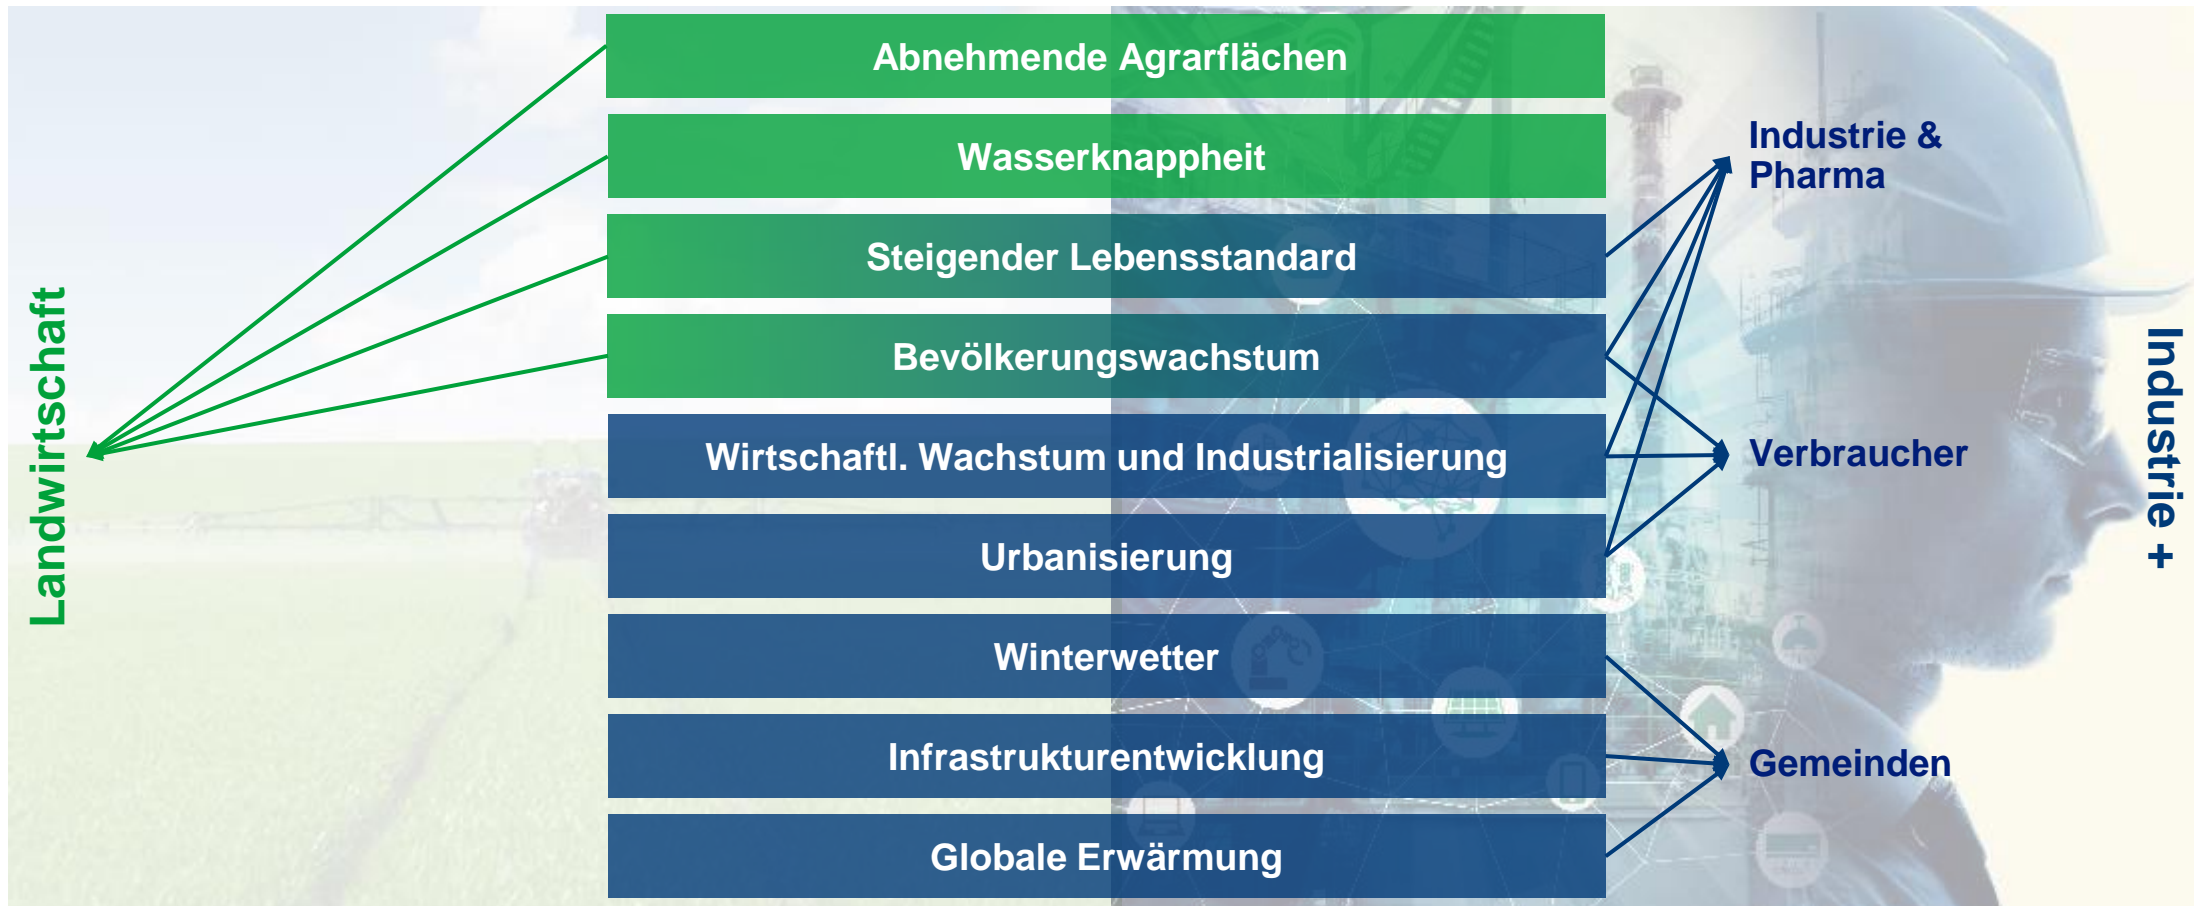 Landwirtschaft
Abnehmende Agrarflächen
Wasserknappheit
Steigender Lebensstandard
Bevölkerungswachstum
Wirtschaftl. Wachstum und Industrialisierung
Urbanisierung
Winterwetter
Infrastrukturentwicklung
Globale Erwärmung
Industrie &
Pharma
Verbraucher
Gemeinden
Industrie +